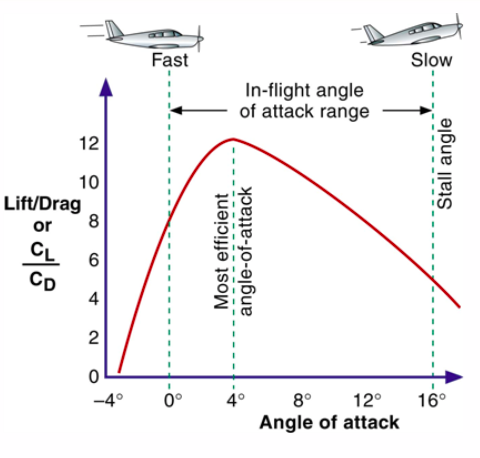 Fast
Slow
In-flight angle
of attack range
Stall angle
12
10
8
6
4
2
0
Lift/Drag
or
CL
CD
Most efficient
angle-of-attack
–4° 0° 4° 8° 12° 16°
Angle of attack